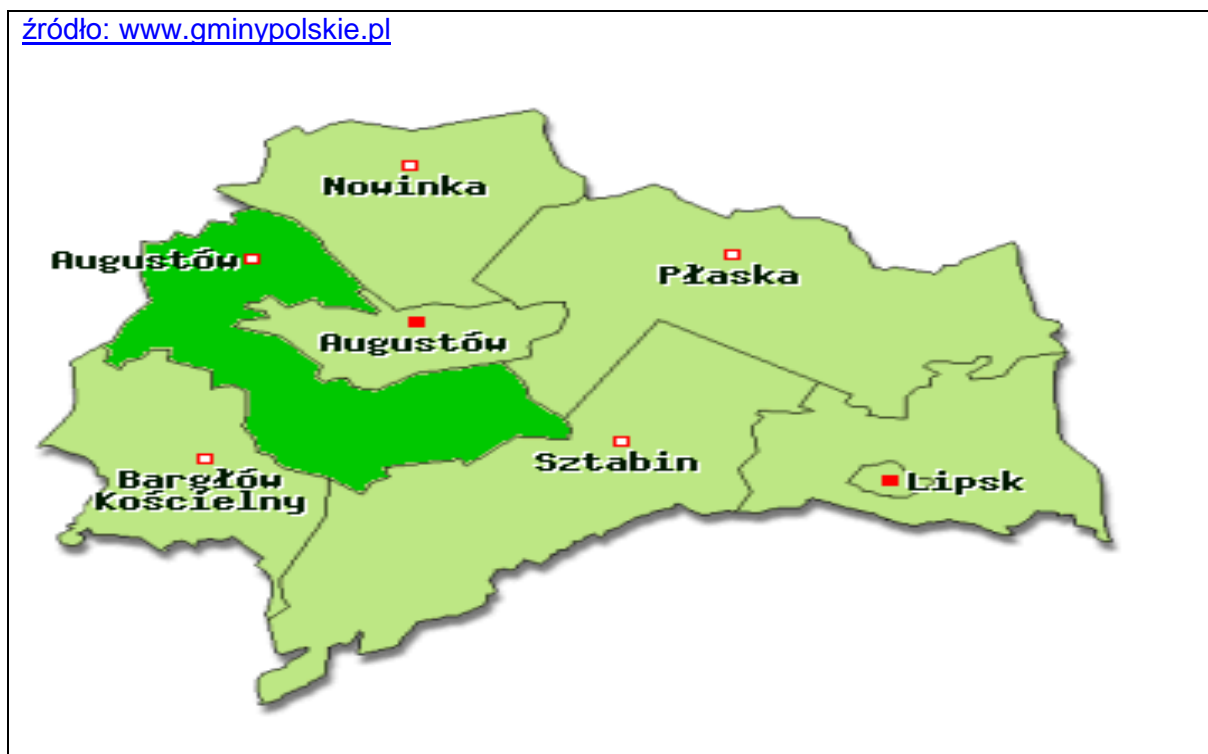 źródło: www.gminypolskie.pl
Nowinka
Augustów
Płaska
Augustów
Sztabin
Bargłów
Kościelny
Lipsk